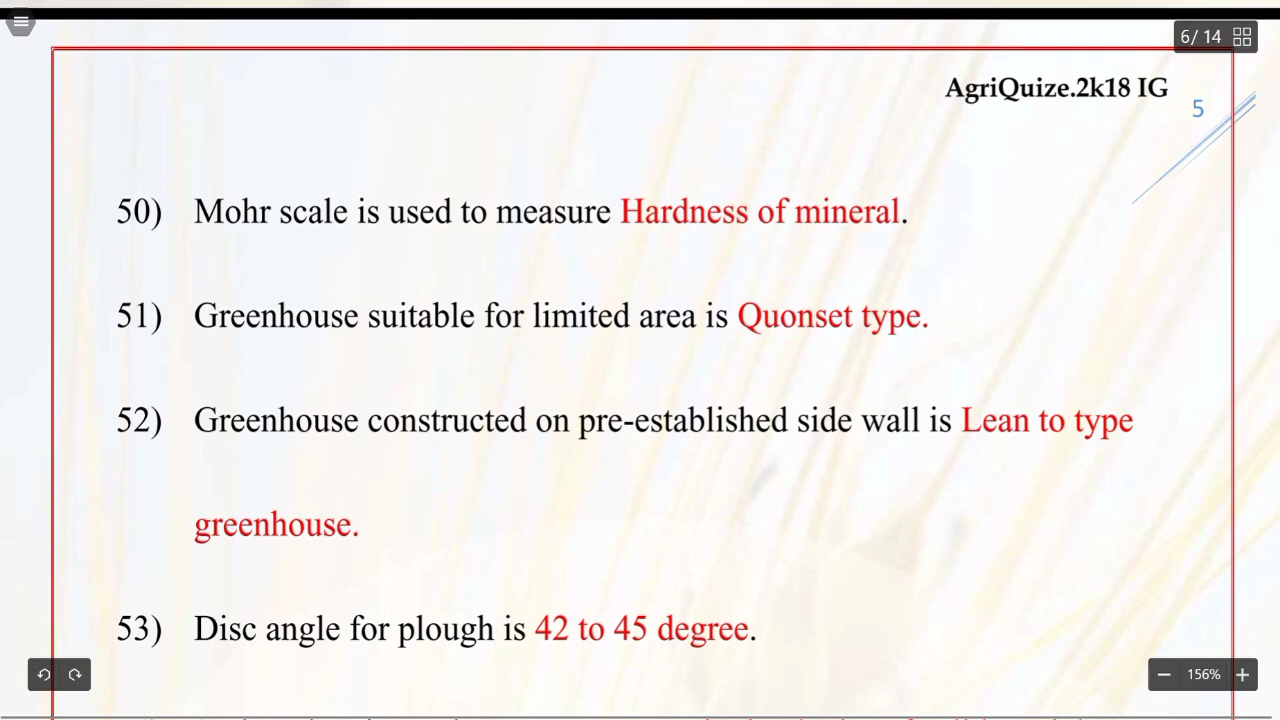 6/ 14
AgriQuize.2k18 IG
5
50) Mohr scale is used to measure Hardness of mineral.
51) Greenhouse suitable for limited area is Quonset type.
52) Greenhouse constructed on pre-established side wall is Lean to type
greenhouse.
53) Disc angle for plough is 42 to 45 degree.
156%